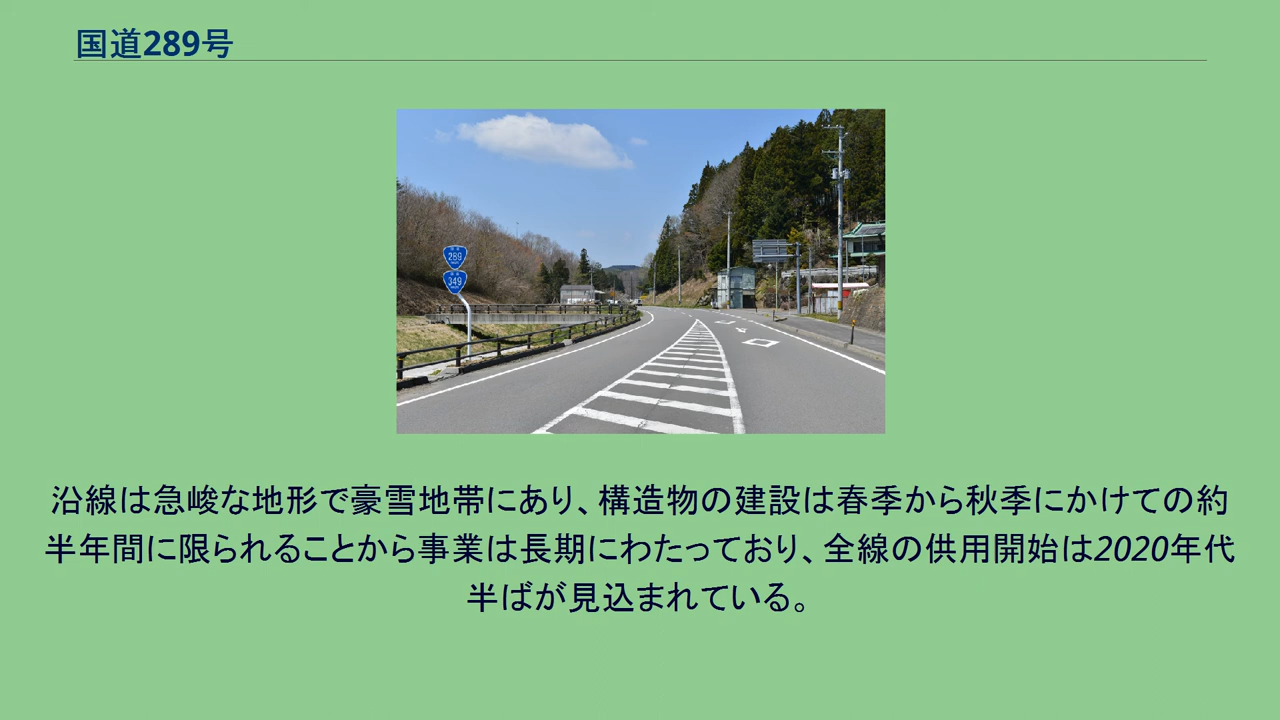 国道289号
289
349
沿線は急峻な地形で豪雪地帯にあり、構造物の建設は春季から秋季にかけての約
半年間に限られることから事業は長期にわたっており、全線の供用開始は2020年代
半ばが見込まれている。